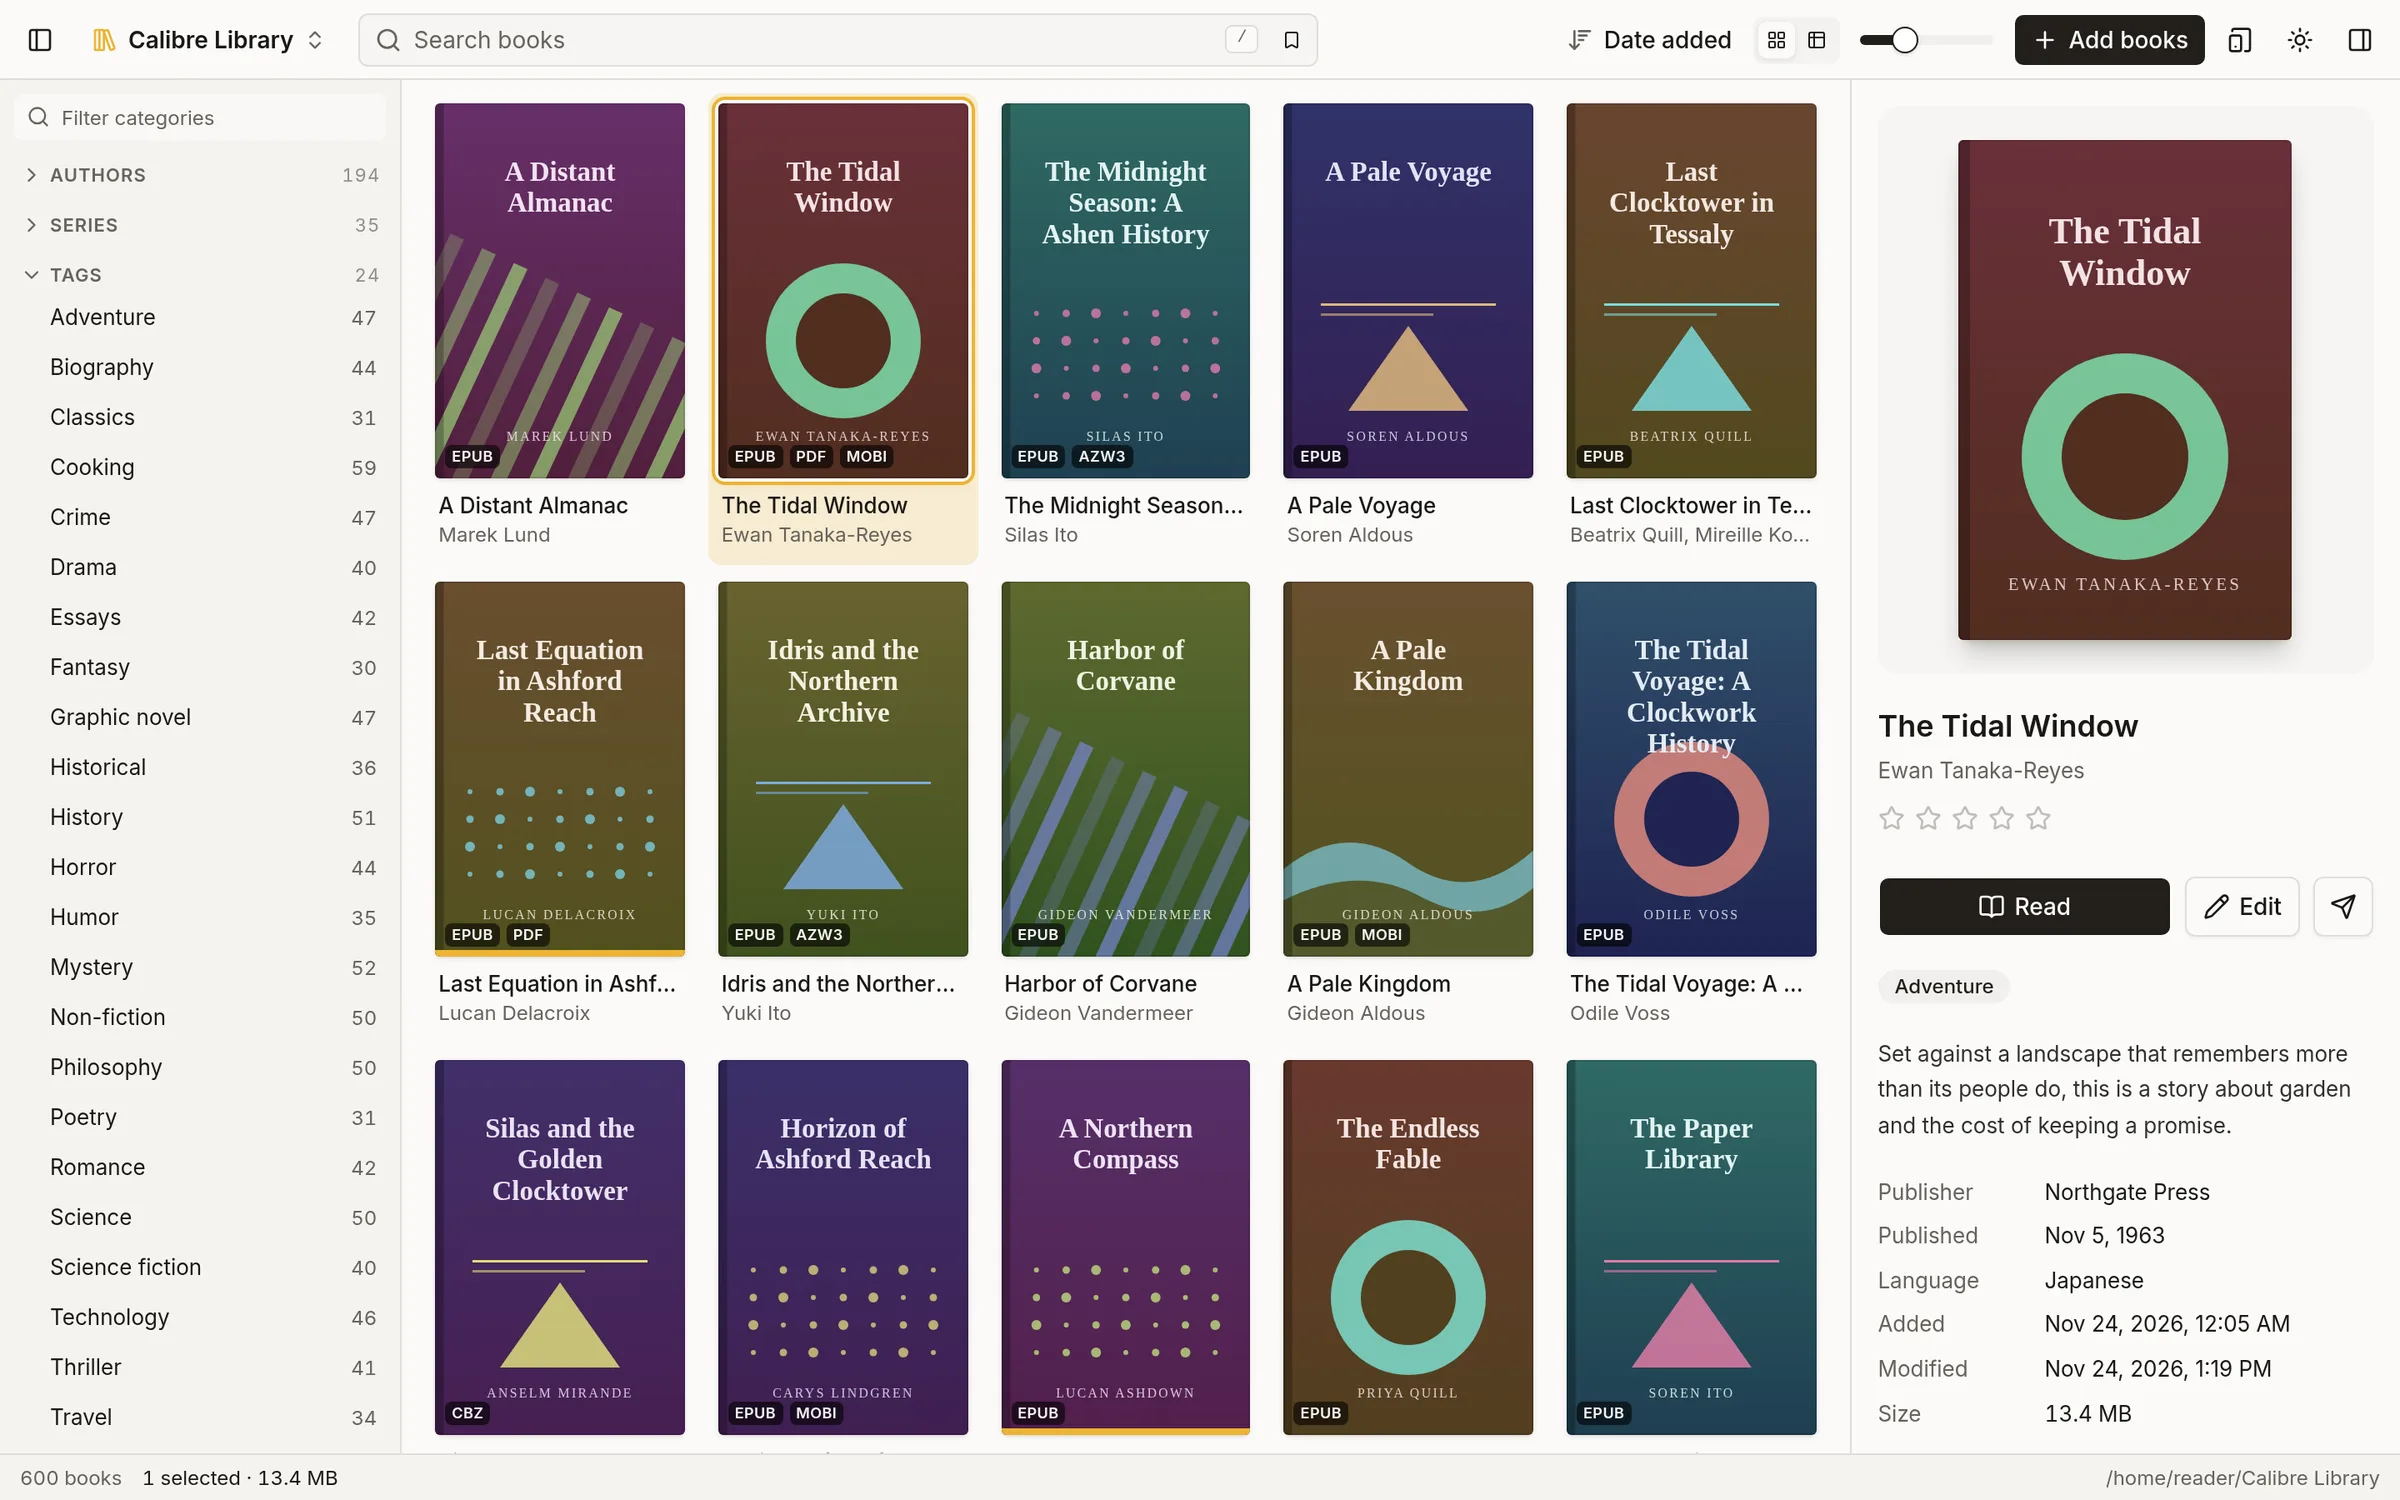 Calibre Library
Search books
/
Date added
Add books
Filter categories
AUTHORS 194
SERIES 35
TAGS 24
Adventure 47
Biography 44
Classics 31
Cooking 59
Crime 47
Drama 40
Essays 42
Fantasy 30
Graphic novel 47
Historical 36
History 51
Horror 44
Humor 35
Mystery 52
Non-fiction 50
Philosophy 50
Poetry 31
Romance 42
Science 50
Science fiction 40
Technology 46
Thriller 41
Travel 34
A Distant
Almanac
MAREK LUND
EPUB
A Distant Almanac
Marek Lund
The Tidal
Window
EWAN TANAKA-REYES
EPUB PDF MOBI
The Tidal Window
Ewan Tanaka-Reyes
The Midnight
Season: A
Ashen History
SILAS ITO
EPUB AZW3
The Midnight Season...
Silas Ito
A Pale Voyage
SOREN ALDOUS
EPUB
A Pale Voyage
Soren Aldous
Last
Clocktower in
Tessaly
BEATRIX QUILL
EPUB
Last Clocktower in Te...
Beatrix Quill, Mireille Ko...
Last Equation
in Ashford
Reach
LUCAN DELACROIX
EPUB PDF
Last Equation in Ashf...
Lucan Delacroix
Idris and the
Northern
Archive
YUKI ITO
EPUB AZW3
Idris and the Norther...
Yuki Ito
Harbor of
Corvane
GIDEON VANDERMEER
EPUB
Harbor of Corvane
Gideon Vandermeer
A Pale
Kingdom
GIDEON ALDOUS
EPUB MOBI
A Pale Kingdom
Gideon Aldous
The Tidal
Voyage: A
Clockwork
History
ODILE VOSS
EPUB
The Tidal Voyage: A ...
Odile Voss
Silas and the
Golden
Clocktower
ANSELM MIRANDE
CBZ
Horizon of
Ashford Reach
CARYS LINDGREN
EPUB MOBI
A Northern
Compass
LUCAN ASHDOWN
EPUB
The Endless
Fable
PRIYA QUILL
EPUB
The Paper
Library
SOREN ITO
EPUB
The Tidal
Window
EWAN TANAKA-REYES
The Tidal Window
Ewan Tanaka-Reyes
Read
Edit
Adventure
Set against a landscape that remembers more
than its people do, this is a story about garden
and the cost of keeping a promise.
Publisher Northgate Press
Published Nov 5, 1963
Language Japanese
Added Nov 24, 2026, 12:05 AM
Modified Nov 24, 2026, 1:19 PM
Size 13.4 MB
600 books 1 selected · 13.4 MB
/home/reader/Calibre Library